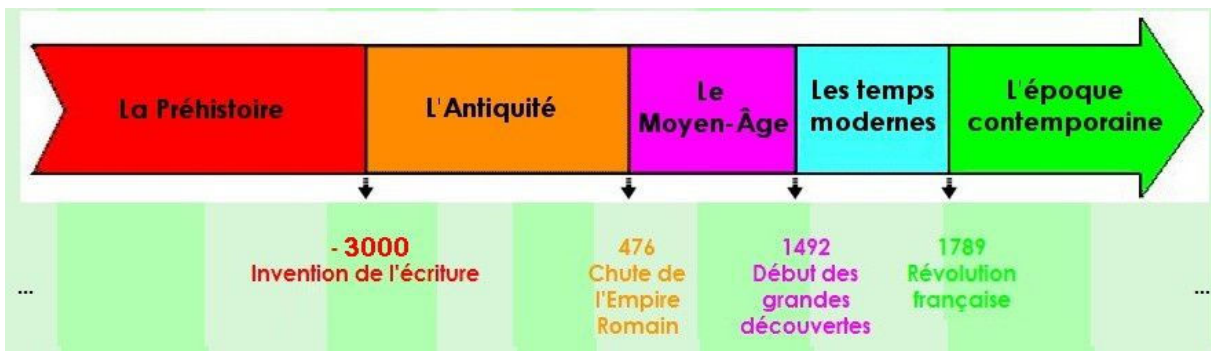 La Préhistoire
L'Antiquité
Le
Moyen-Âge
Les temps
modernes
L'époque
contemporaine
- 3000
Invention de l'écriture
476
Chute de
l'Empire
Romain
1492
Début des
grandes
découvertes
1789
Révolution
française
...
...